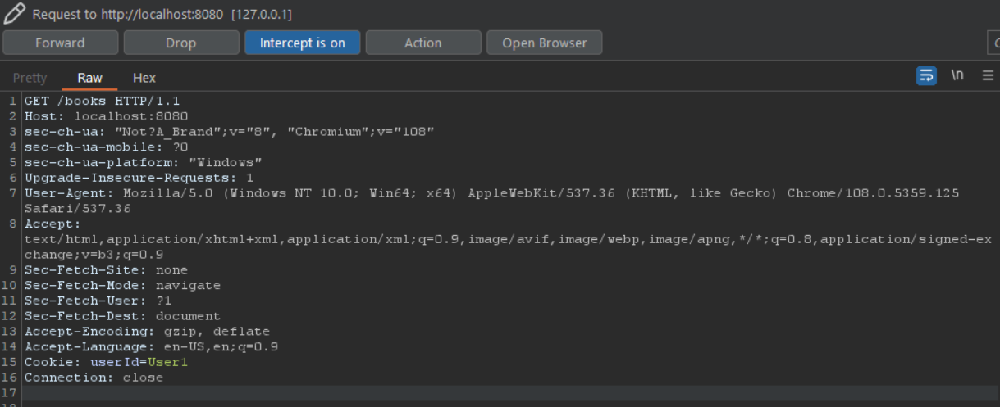 Request to http://localhost:8080 [127.0.0.1]
Forward Drop Intercept is on Action Open Browser
Pretty Raw Hex \n
1 GET /books HTTP/1.1
2 Host: localhost:8080
3 sec-ch-ua: "Not?A_Brand";v="8", "Chromium";v="108"
4 sec-ch-ua-mobile: ?0
5 sec-ch-ua-platform: "Windows"
6 Upgrade-Insecure-Requests: 1
7 User-Agent: Mozilla/5.0 (Windows NT 10.0; Win64; x64) AppleWebKit/537.36 (KHTML, like Gecko) Chrome/108.0.5359.125
Safari/537.36
8 Accept:
text/html,application/xhtml+xml,application/xml;q=0.9,image/avif,image/webp,image/apng,*/*;q=0.8,application/signed-ex
change;v=b3;q=0.9
9 Sec-Fetch-Site: none
10 Sec-Fetch-Mode: navigate
11 Sec-Fetch-User: ?1
12 Sec-Fetch-Dest: document
13 Accept-Encoding: gzip, deflate
14 Accept-Language: en-US,en;q=0.9
15 Cookie: userId=User1
16 Connection: close
17